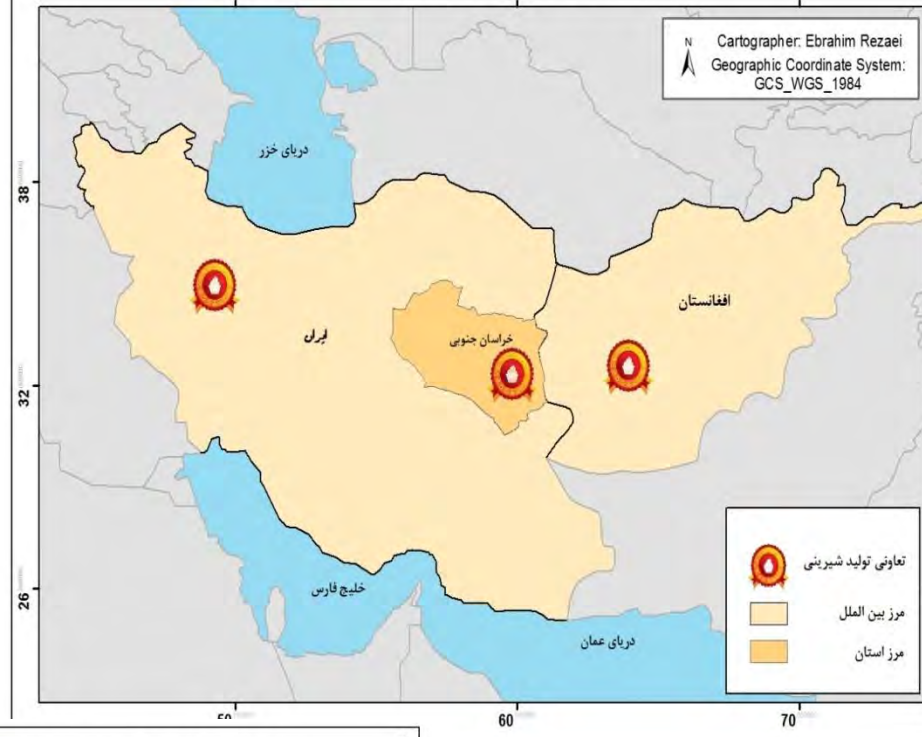 N
Cartographer: Ebrahim Rezaei
Geographic Coordinate System:
GCS_WGS_1984
دریای خزر
38
افغانستان
ایران
خراسان جنوبی
32
تعاونی تولید شیرینی
مرز بین الملل
مرز استان
26
خلیج فارس
دریای عمان
60
70